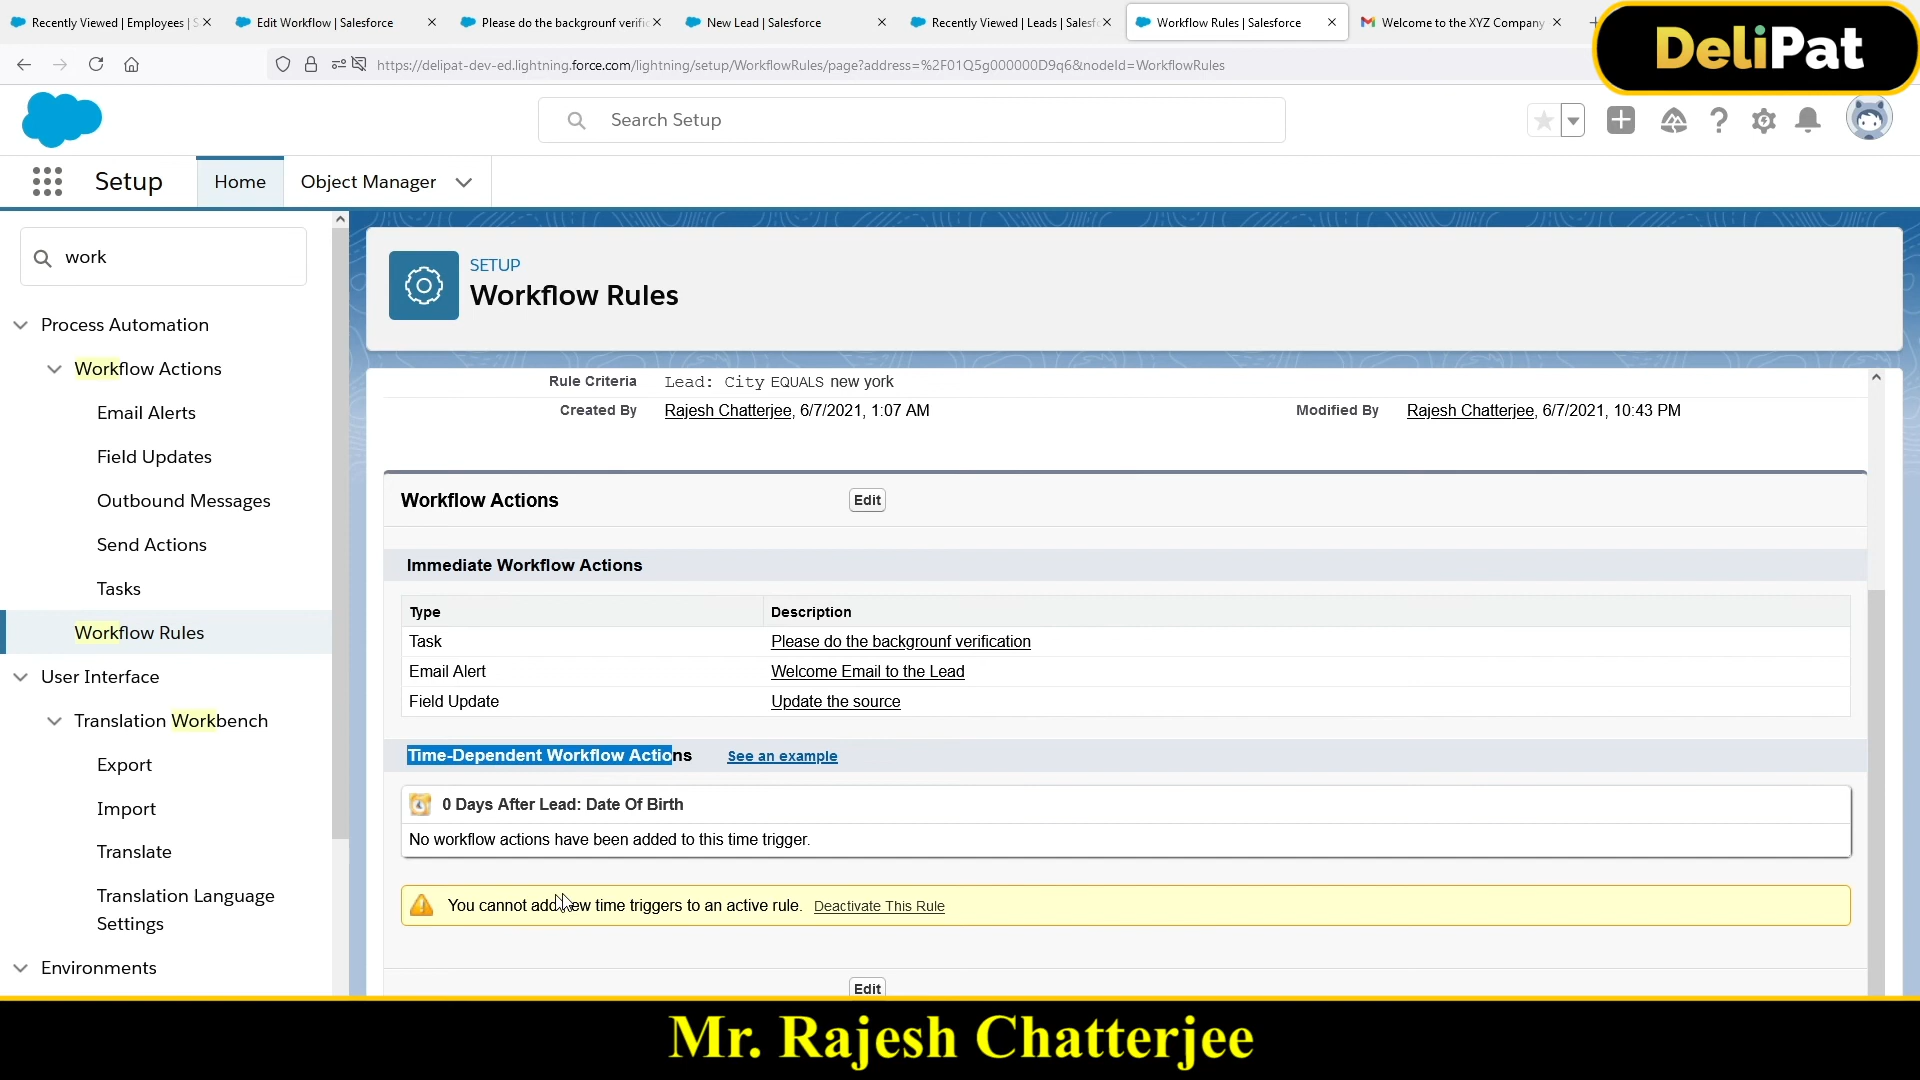 Recently Viewed | Employees | S
Edit Workflow | Salesforce
Please do the backgrounf verific
New Lead | Salesforce
Recently Viewed | Leads | Salesf
Workflow Rules | Salesforce
Welcome to the XYZ Company
DeliPat
https://delipat-dev-ed.lightning.force.com/lightning/setup/WorkflowRules/page?address=%2F01Q5g000000D9q6&nodeId=WorkflowRules
Search Setup
Setup
Home
Object Manager
work
Process Automation
Workflow Actions
Email Alerts
Field Updates
Outbound Messages
Send Actions
Tasks
Workflow Rules
User Interface
Translation Workbench
Export
Import
Translate
Translation Language
Settings
Environments
SETUP
Workflow Rules
Rule Criteria Lead: City EQUALS new york
Created By Rajesh Chatterjee, 6/7/2021, 1:07 AM
Modified By Rajesh Chatterjee, 6/7/2021, 10:43 PM
Workflow Actions Edit
Immediate Workflow Actions
Type Description
Task Please do the backgrounf verification
Email Alert Welcome Email to the Lead
Field Update Update the source
Time-Dependent Workflow Actions See an example
0 Days After Lead: Date Of Birth
No workflow actions have been added to this time trigger.
You cannot add new time triggers to an active rule. Deactivate This Rule
Edit
Mr. Rajesh Chatterjee